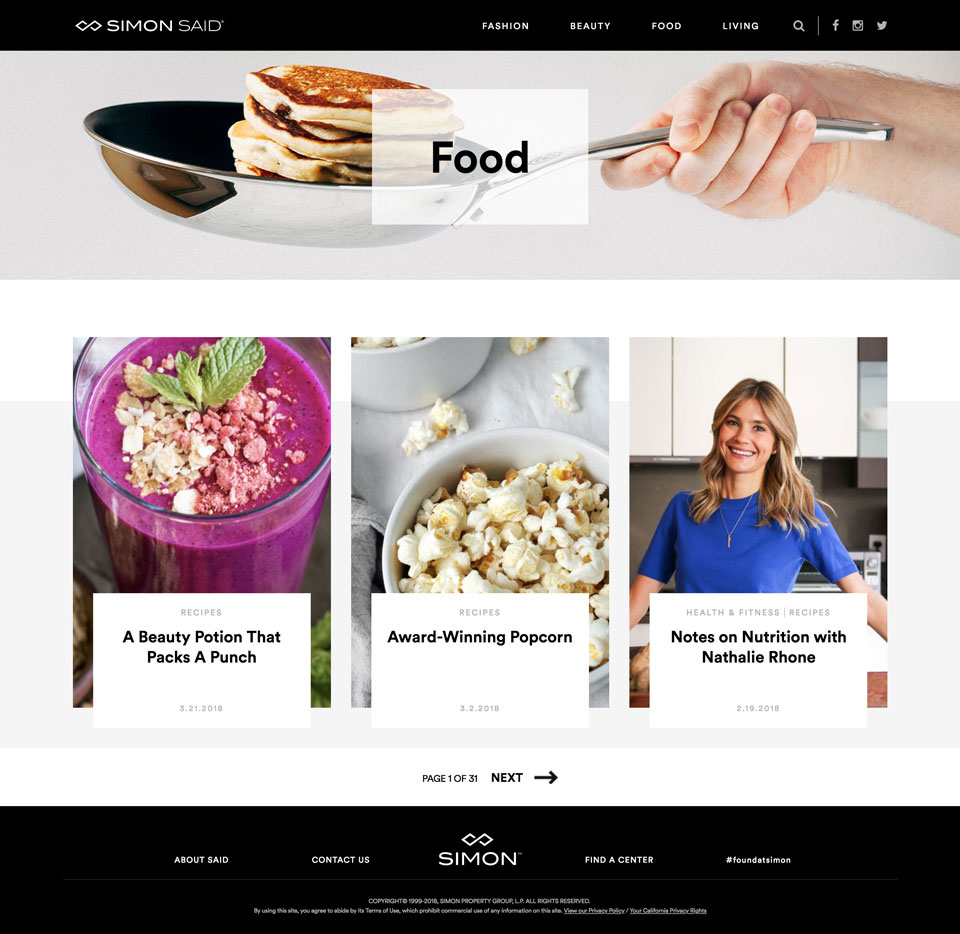 SIMON SAID®
FASHION BEAUTY FOOD LIVING
Food
RECIPES
A Beauty Potion That
Packs A Punch
3.21.2018
RECIPES
Award-Winning Popcorn
3.2.2018
HEALTH & FITNESS | RECIPES
Notes on Nutrition with
Nathalie Rhone
2.19.2018
PAGE 1 OF 31 NEXT
ABOUT SAID
CONTACT US
SIMON™
FIND A CENTER
#foundatsimon
COPYRIGHT© 1999-2018, SIMON PROPERTY GROUP, L.P. ALL RIGHTS RESERVED.
By using this site, you agree to abide by its Terms of Use, which prohibit commercial use of any information on this site. View our Privacy Policy / Your California Privacy Rights